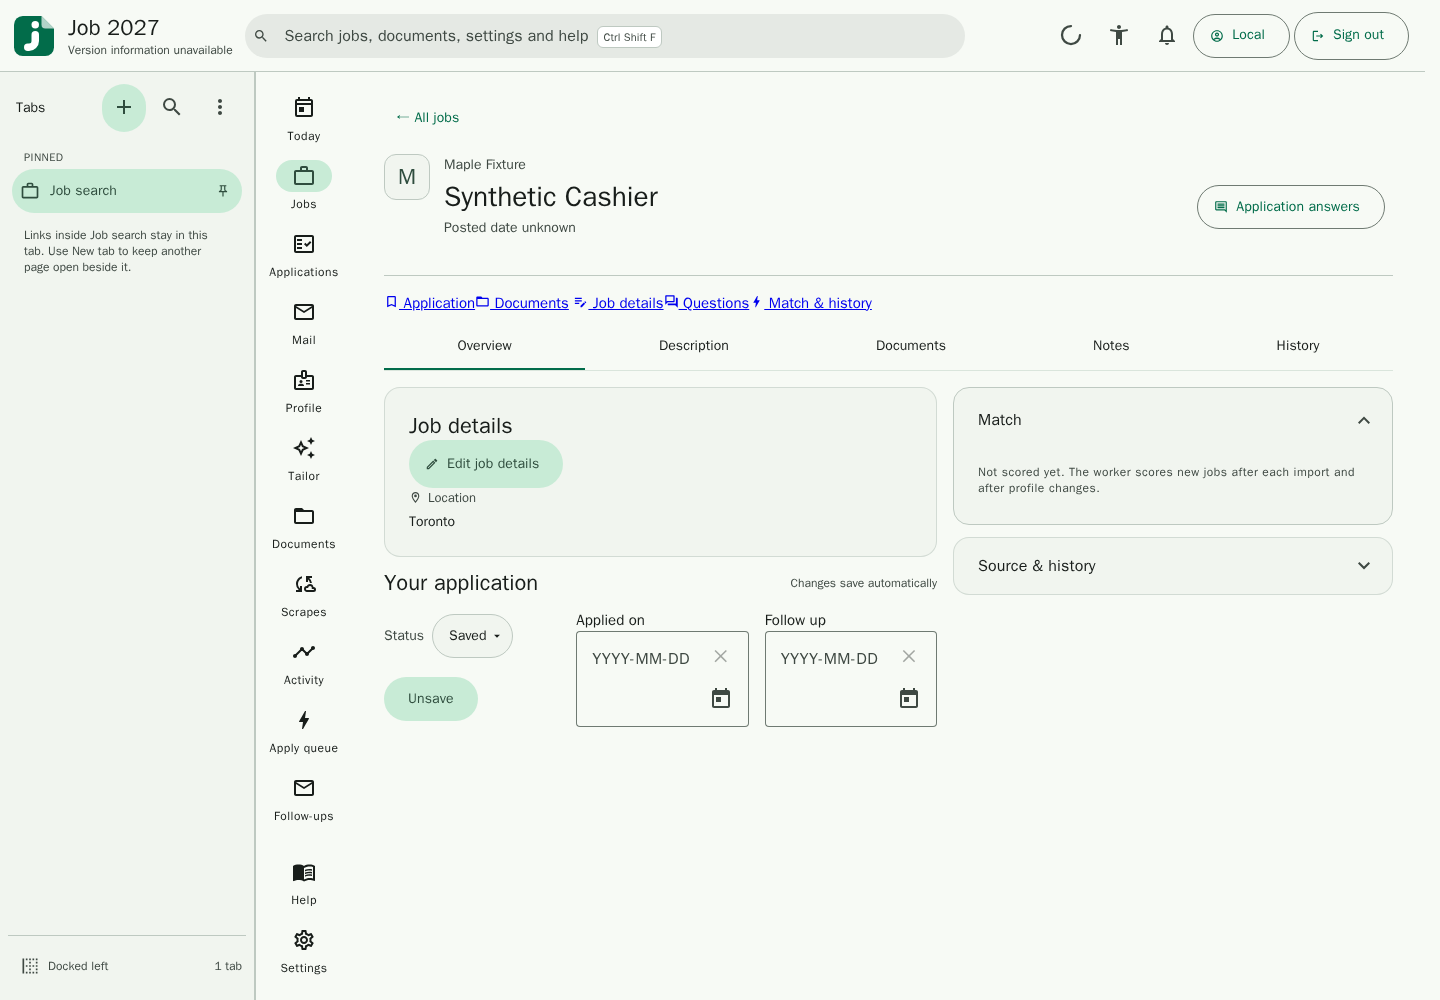 Job 2027
Version information unavailable
Search jobs, documents, settings and help
Ctrl Shift F
Local
Sign out
Tabs
PINNED
Job search
Links inside Job search stay in this
tab. Use New tab to keep another
page open beside it.
Docked left
1 tab
Today
Jobs
Applications
Mail
Profile
Tailor
Documents
Scrapes
Activity
Apply queue
Follow-ups
Help
Settings
← All jobs
M
Maple Fixture
Synthetic Cashier
Posted date unknown
Application answers
Application Documents Job details Questions Match & history
Overview
Description
Documents
Notes
History
Job details
Edit job details
Location
Toronto
Your application
Changes save automatically
Status
Saved
Unsave
Applied on
YYYY-MM-DD
Follow up
YYYY-MM-DD
Match
Not scored yet. The worker scores new jobs after each import and
after profile changes.
Source & history